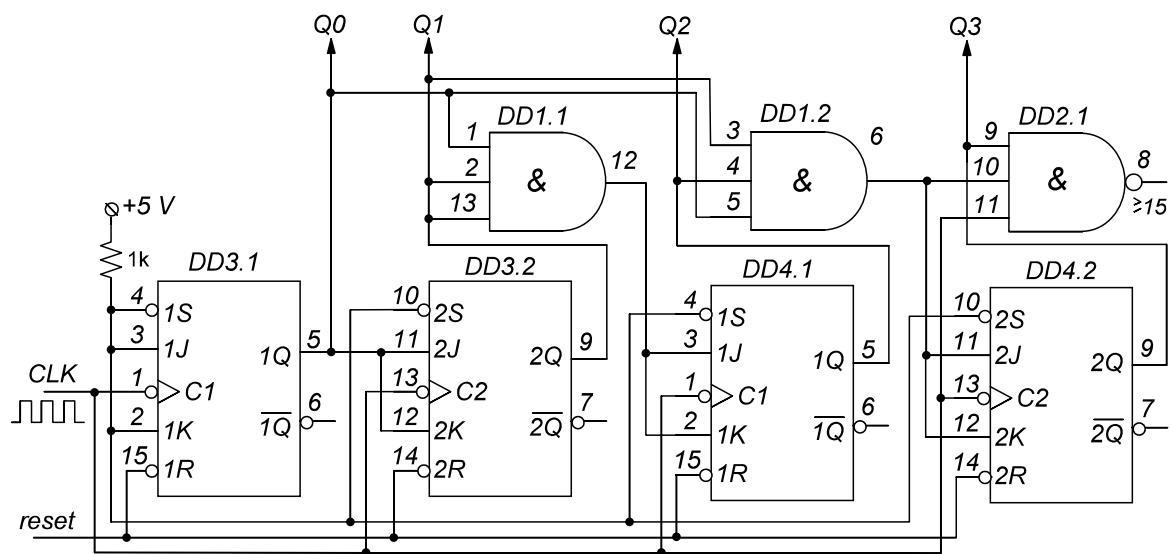 Q0 Q1 Q2 Q3
DD1.1 DD1.2 DD2.1
1 2 13 & 12
3 4 5 & 6
9 10 11 & 8
⩾15
+5 V
1k
DD3.1 DD3.2 DD4.1 DD4.2
4 1S
3 1J
1 C1
2 1K
15 1R
1Q 5
1Q̅ 6
10 2S
11 2J
13 C2
12 2K
14 2R
2Q 9
2Q̅ 7
4 1S
3 1J
1 C1
2 1K
15 1R
1Q 5
1Q̅ 6
10 2S
11 2J
13 C2
12 2K
14 2R
2Q 9
2Q̅ 7
CLK
reset